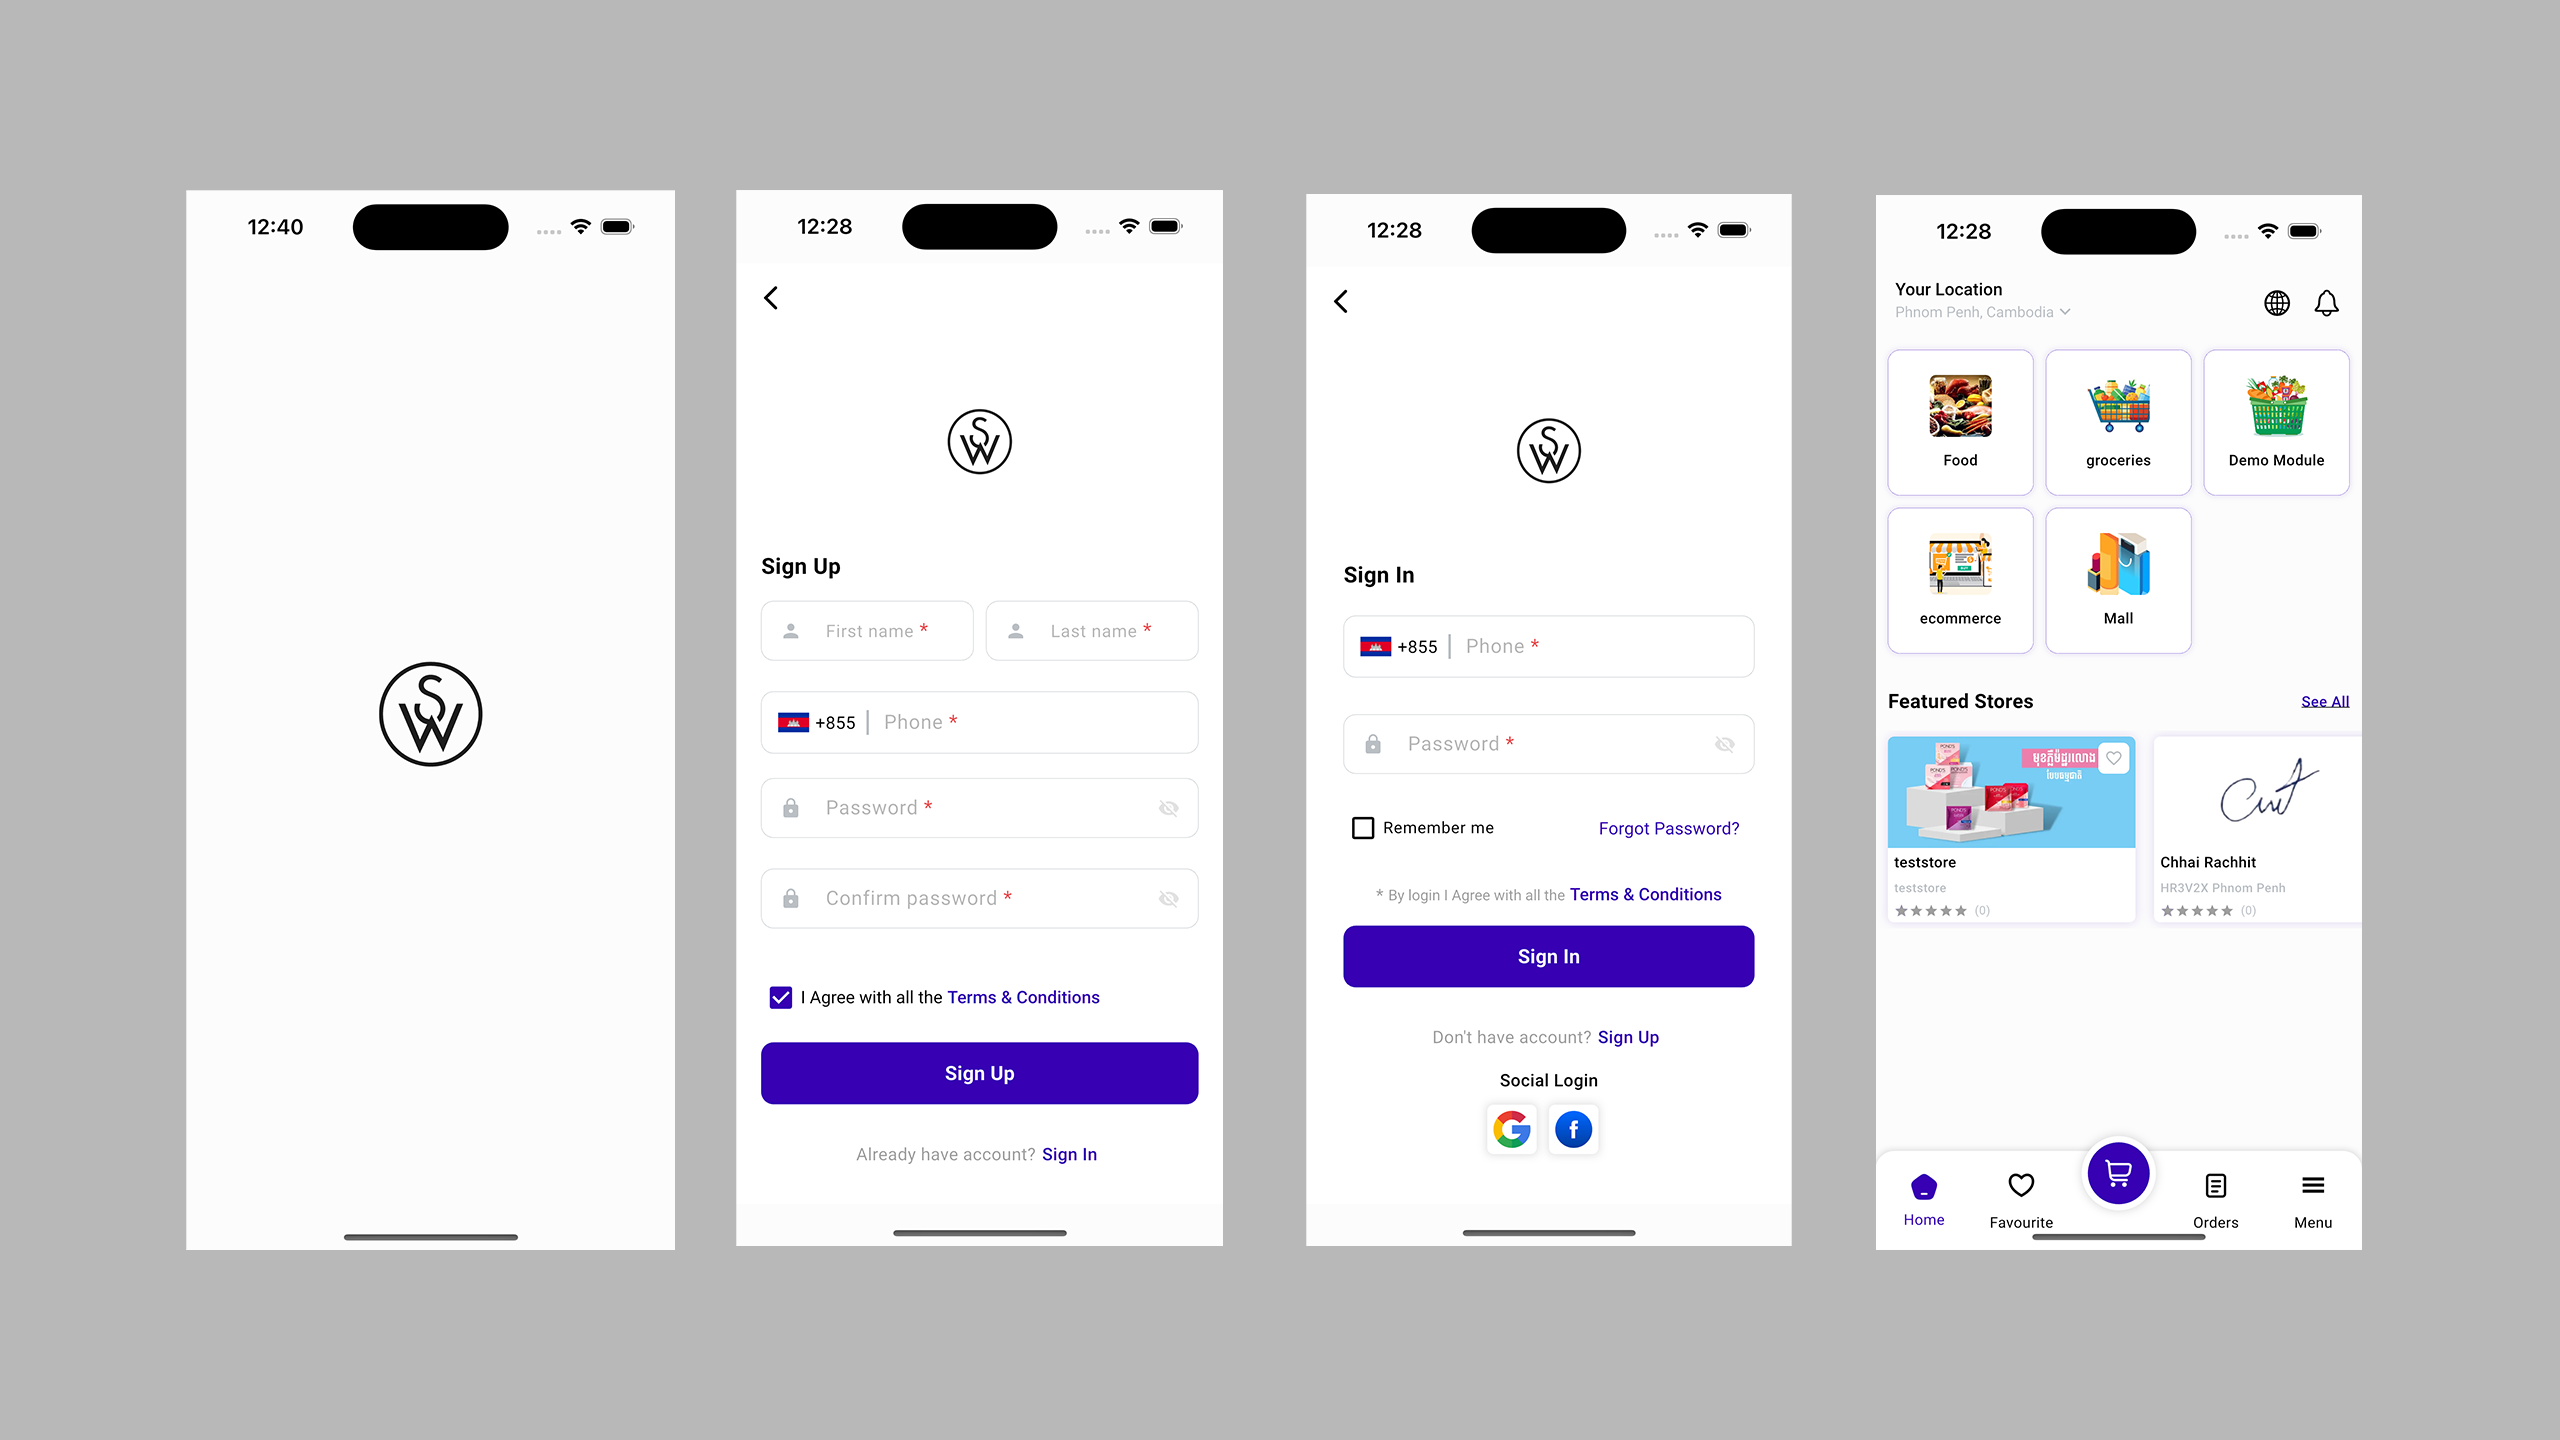 12:40
SW
12:28
SW
Sign Up
First name *
Last name *
+855 | Phone *
Password *
Confirm password *
I Agree with all the Terms & Conditions
Sign Up
Already have account? Sign In
12:28
SW
Sign In
+855 | Phone *
Password *
Remember me
Forgot Password?
* By login I Agree with all the Terms & Conditions
Sign In
Don't have account? Sign Up
Social Login
12:28
Your Location
Phnom Penh, Cambodia
Food
groceries
Demo Module
ecommerce
Mall
Featured Stores
See All
POND'S
teststore
teststore
(0)
Chhai Rachhit
HR3V2X Phnom Penh
(0)
Home
Favourite
Orders
Menu